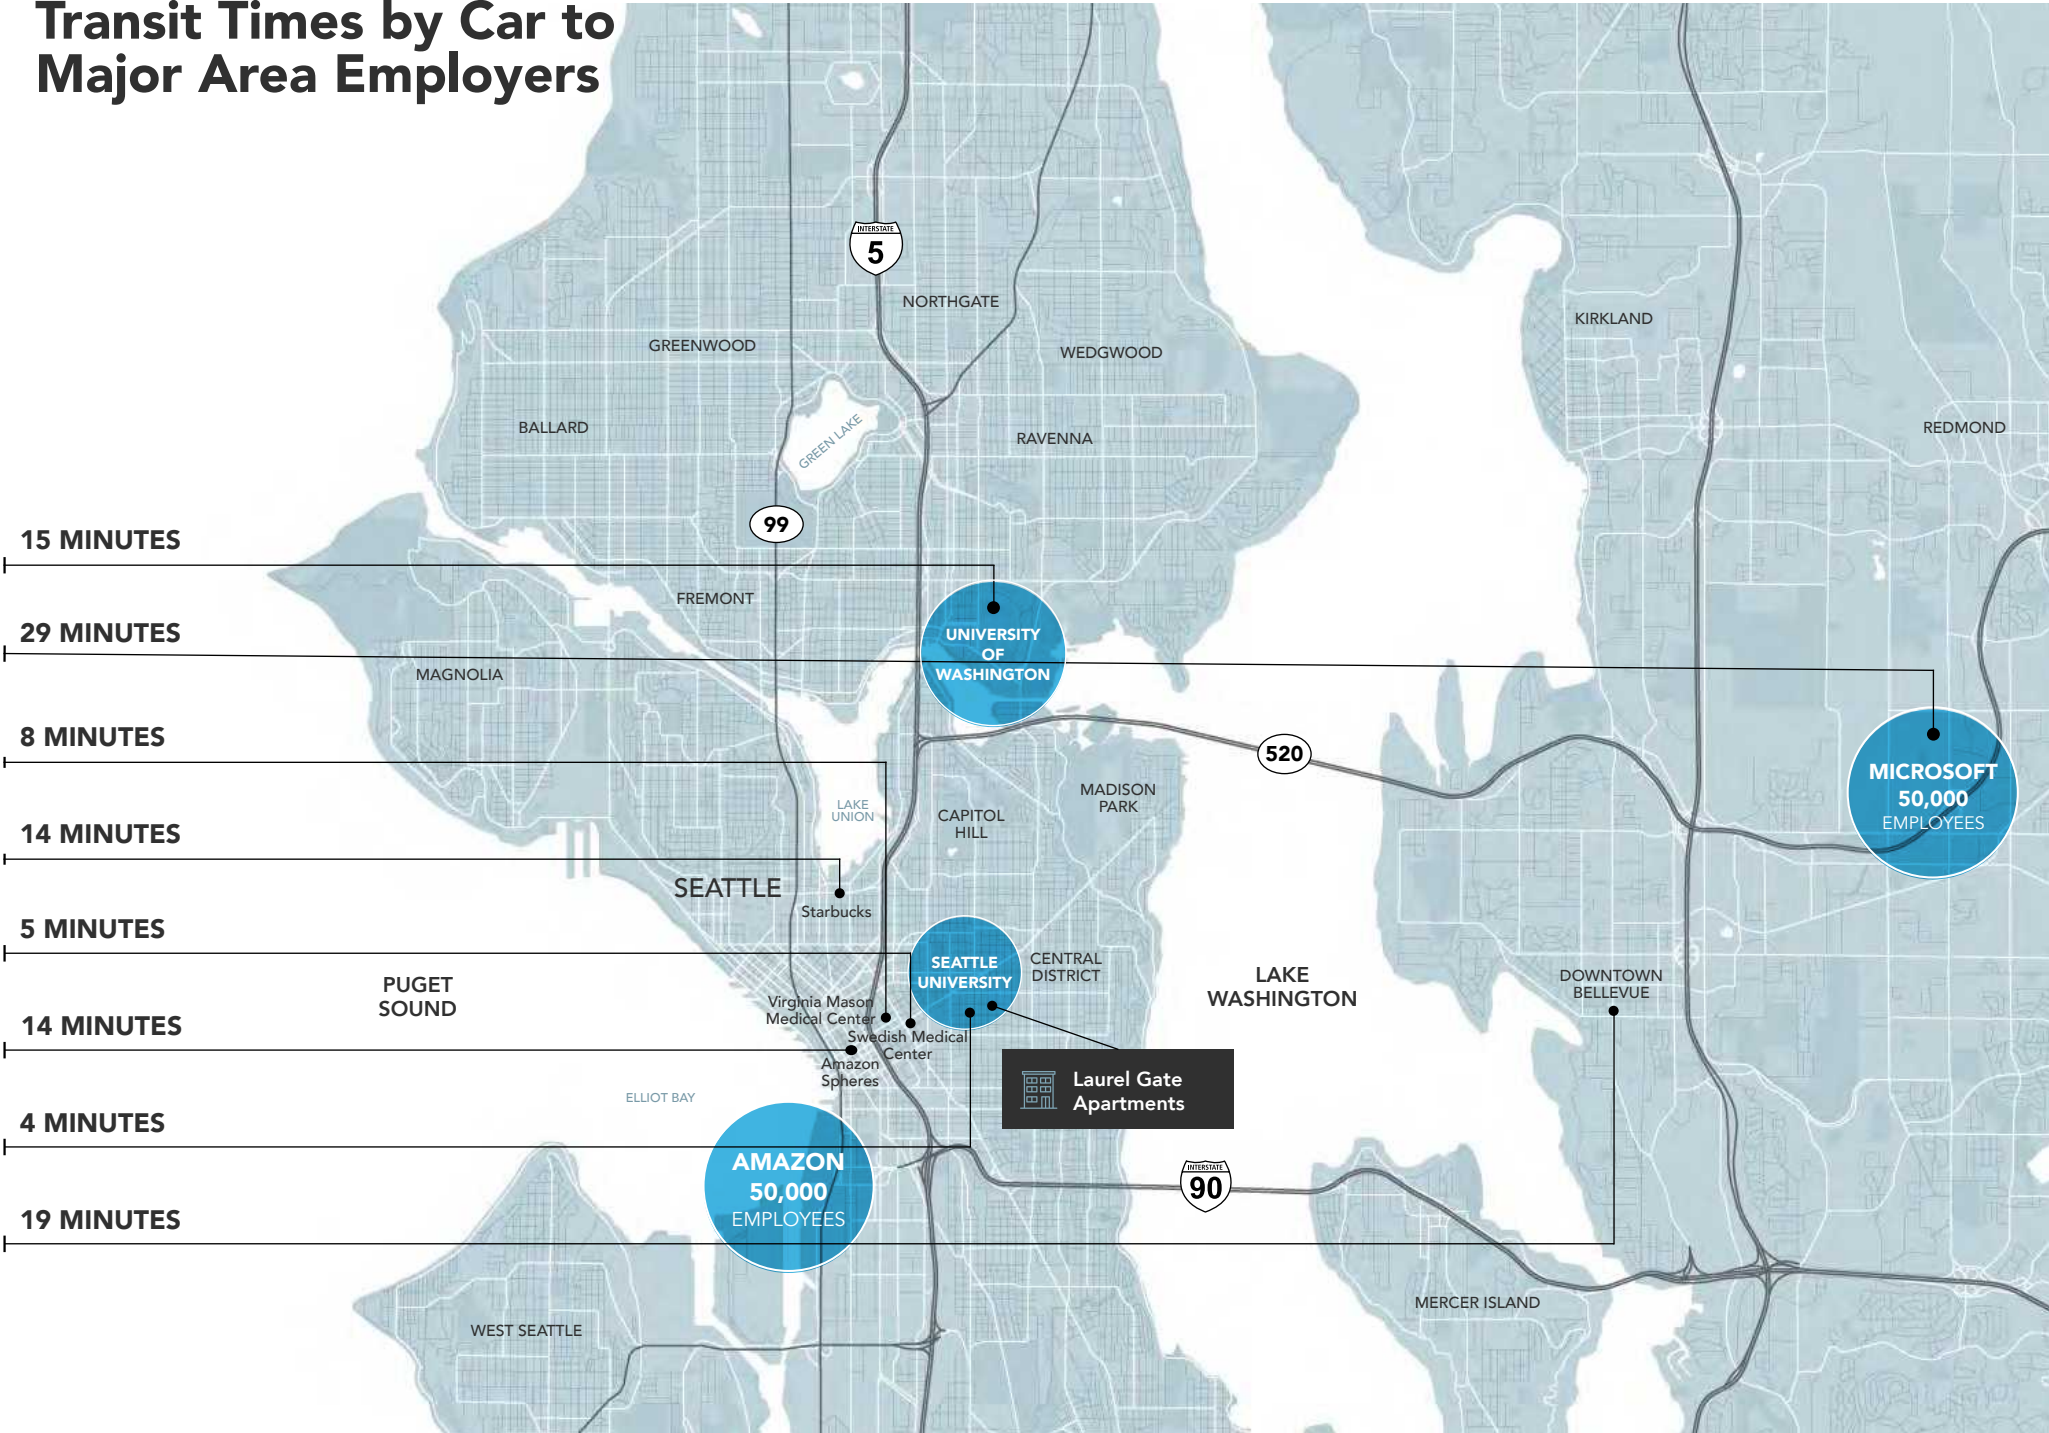 Transit Times by Car to
Major Area Employers
INTERSTATE
5
NORTHGATE
KIRKLAND
GREENWOOD
WEDGWOOD
BALLARD
GREEN LAKE
RAVENNA
REDMOND
99
15 MINUTES
FREMONT
29 MINUTES
UNIVERSITY
OF
WASHINGTON
MAGNOLIA
8 MINUTES
520
MICROSOFT
50,000
EMPLOYEES
MADISON
PARK
LAKE
UNION
CAPITOL
HILL
14 MINUTES
SEATTLE
Starbucks
5 MINUTES
SEATTLE
UNIVERSITY
CENTRAL
DISTRICT
PUGET
SOUND
LAKE
WASHINGTON
DOWNTOWN
BELLEVUE
Virginia Mason
Medical Center
14 MINUTES
Swedish Medical
Center
Amazon
Spheres
Laurel Gate
Apartments
ELLIOT BAY
4 MINUTES
AMAZON
50,000
EMPLOYEES
INTERSTATE
90
19 MINUTES
MERCER ISLAND
WEST SEATTLE